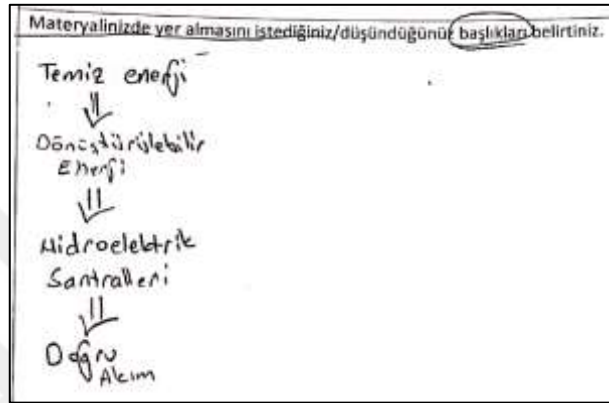 Materyalinizde yer almasını istediğiniz/düşündüğünüz başlıkları belirtiniz.
Temiz enerji
Dönüştürülebilir
Enerji
Hidroelektrik
Santralleri
Doğru
Akım